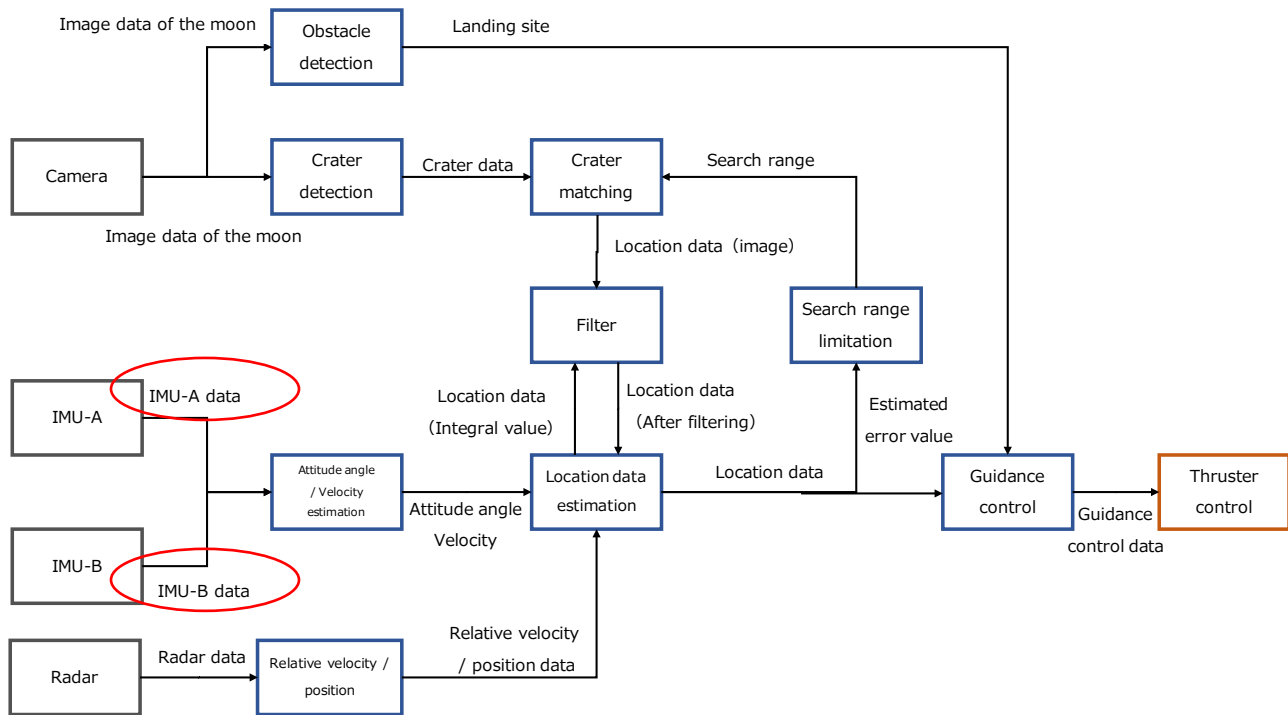 Image data of the moon
Obstacle
detection
Landing site
Camera
Crater
detection
Crater data
Crater
matching
Search range
Image data of the moon
Location data（image）
Filter
Search range
limitation
IMU-A
IMU-A data
Location data
（Integral value）
Location data
（After filtering）
Estimated
error value
Attitude angle
/ Velocity
estimation
Attitude angle
Velocity
Location data
estimation
Location data
Guidance
control
Guidance
control data
Thruster
control
IMU-B
IMU-B data
Radar
Radar data
Relative velocity /
position
Relative velocity
/ position data